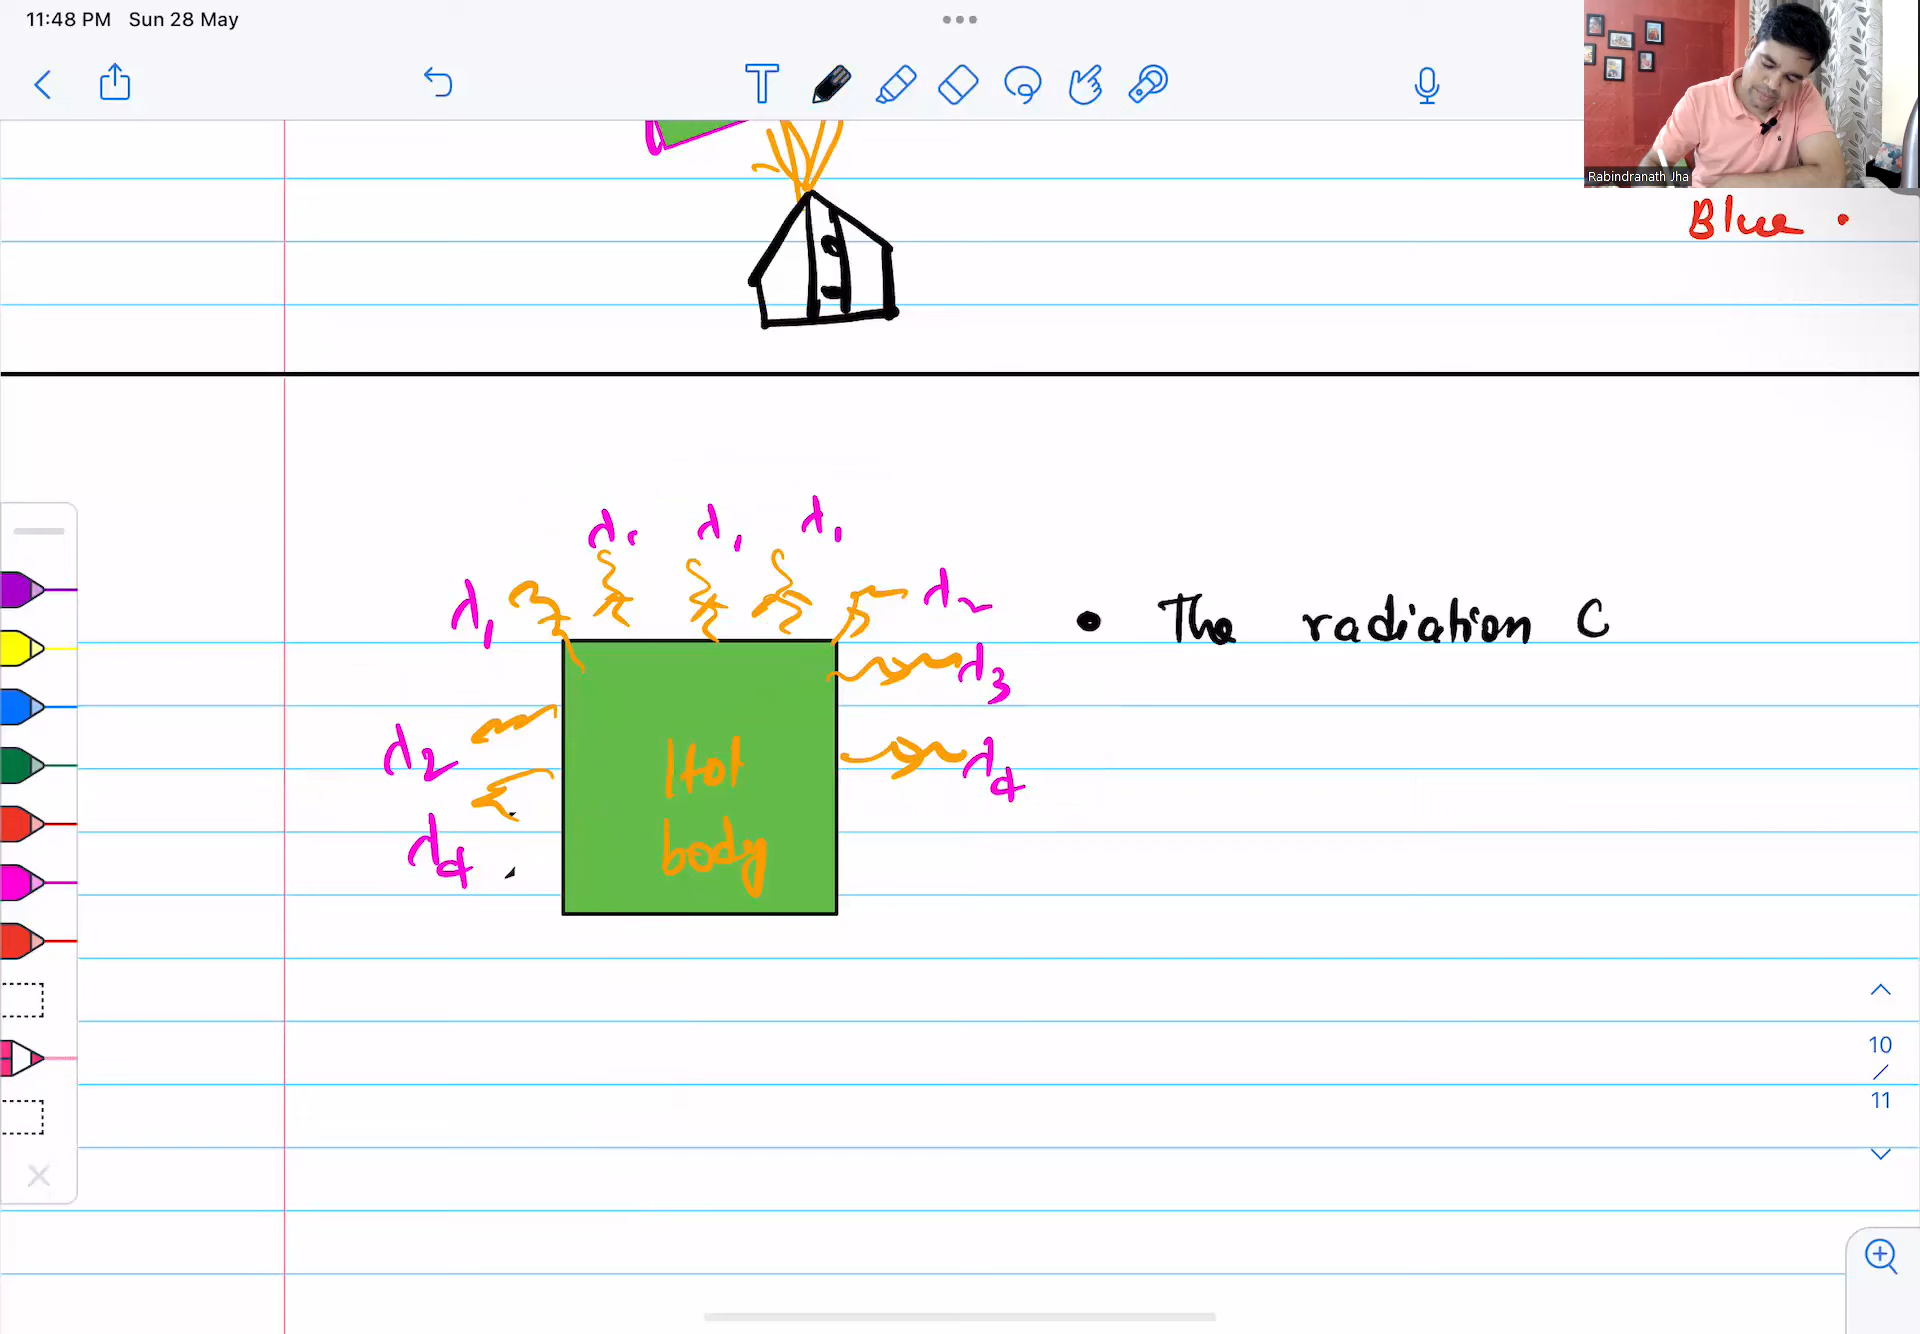 11:48 PM Sun 28 May
T
Rabindranath Jha
Blue •
λ1 λ1 λ1
λ1 λ2
• The radiation C
λ3
λ2 Hot λ4
λ4 body
10
/
11